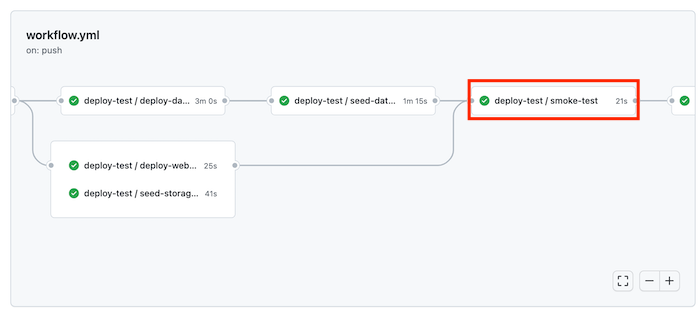 workflow.yml
on: push
deploy-test / deploy-da... 3m 0s
deploy-test / seed-dat... 1m 15s
deploy-test / smoke-test 21s
deploy-test / deploy-web... 25s
deploy-test / seed-storag... 41s